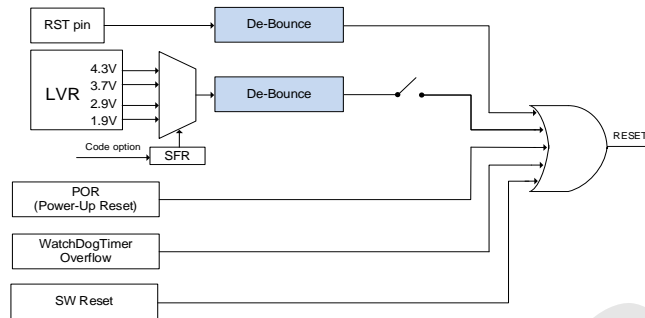 RST pin
De-Bounce
LVR
4.3V
3.7V
2.9V
1.9V
De-Bounce
Code option
SFR
RESET
POR
(Power-Up Reset)
WatchDogTimer
Overflow
SW Reset